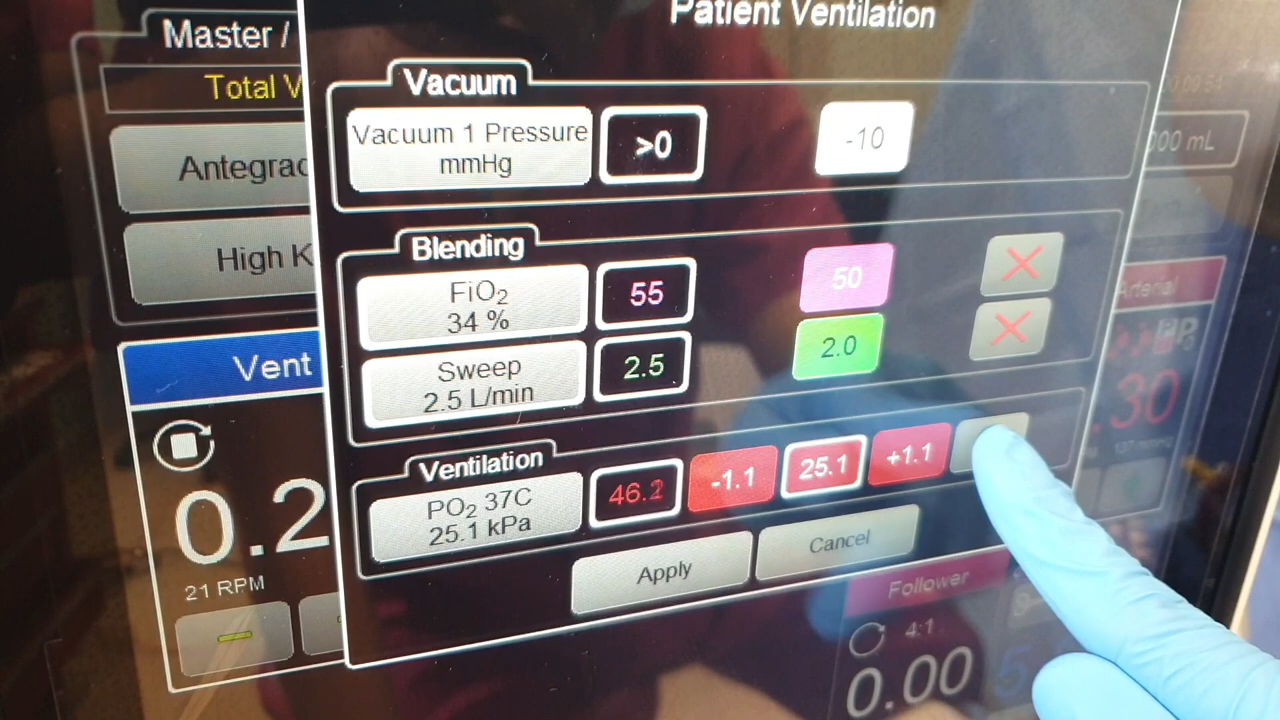 Patient Ventilation
Master /
Total V
Vacuum
Vacuum 1 Pressure
mmHg
>0
-10
Antegrad
000 mL
High K
Blending
FiO2
34 %
55
50
Arterial
Sweep
2.5 L/min
2.5
2.0
Vent
.30
Ventilation
PO2 37C
25.1 kPa
46.2
-1.1
25.1
+1.1
0.2
21 RPM
Apply
Cancel
Follower
4:1
0.00